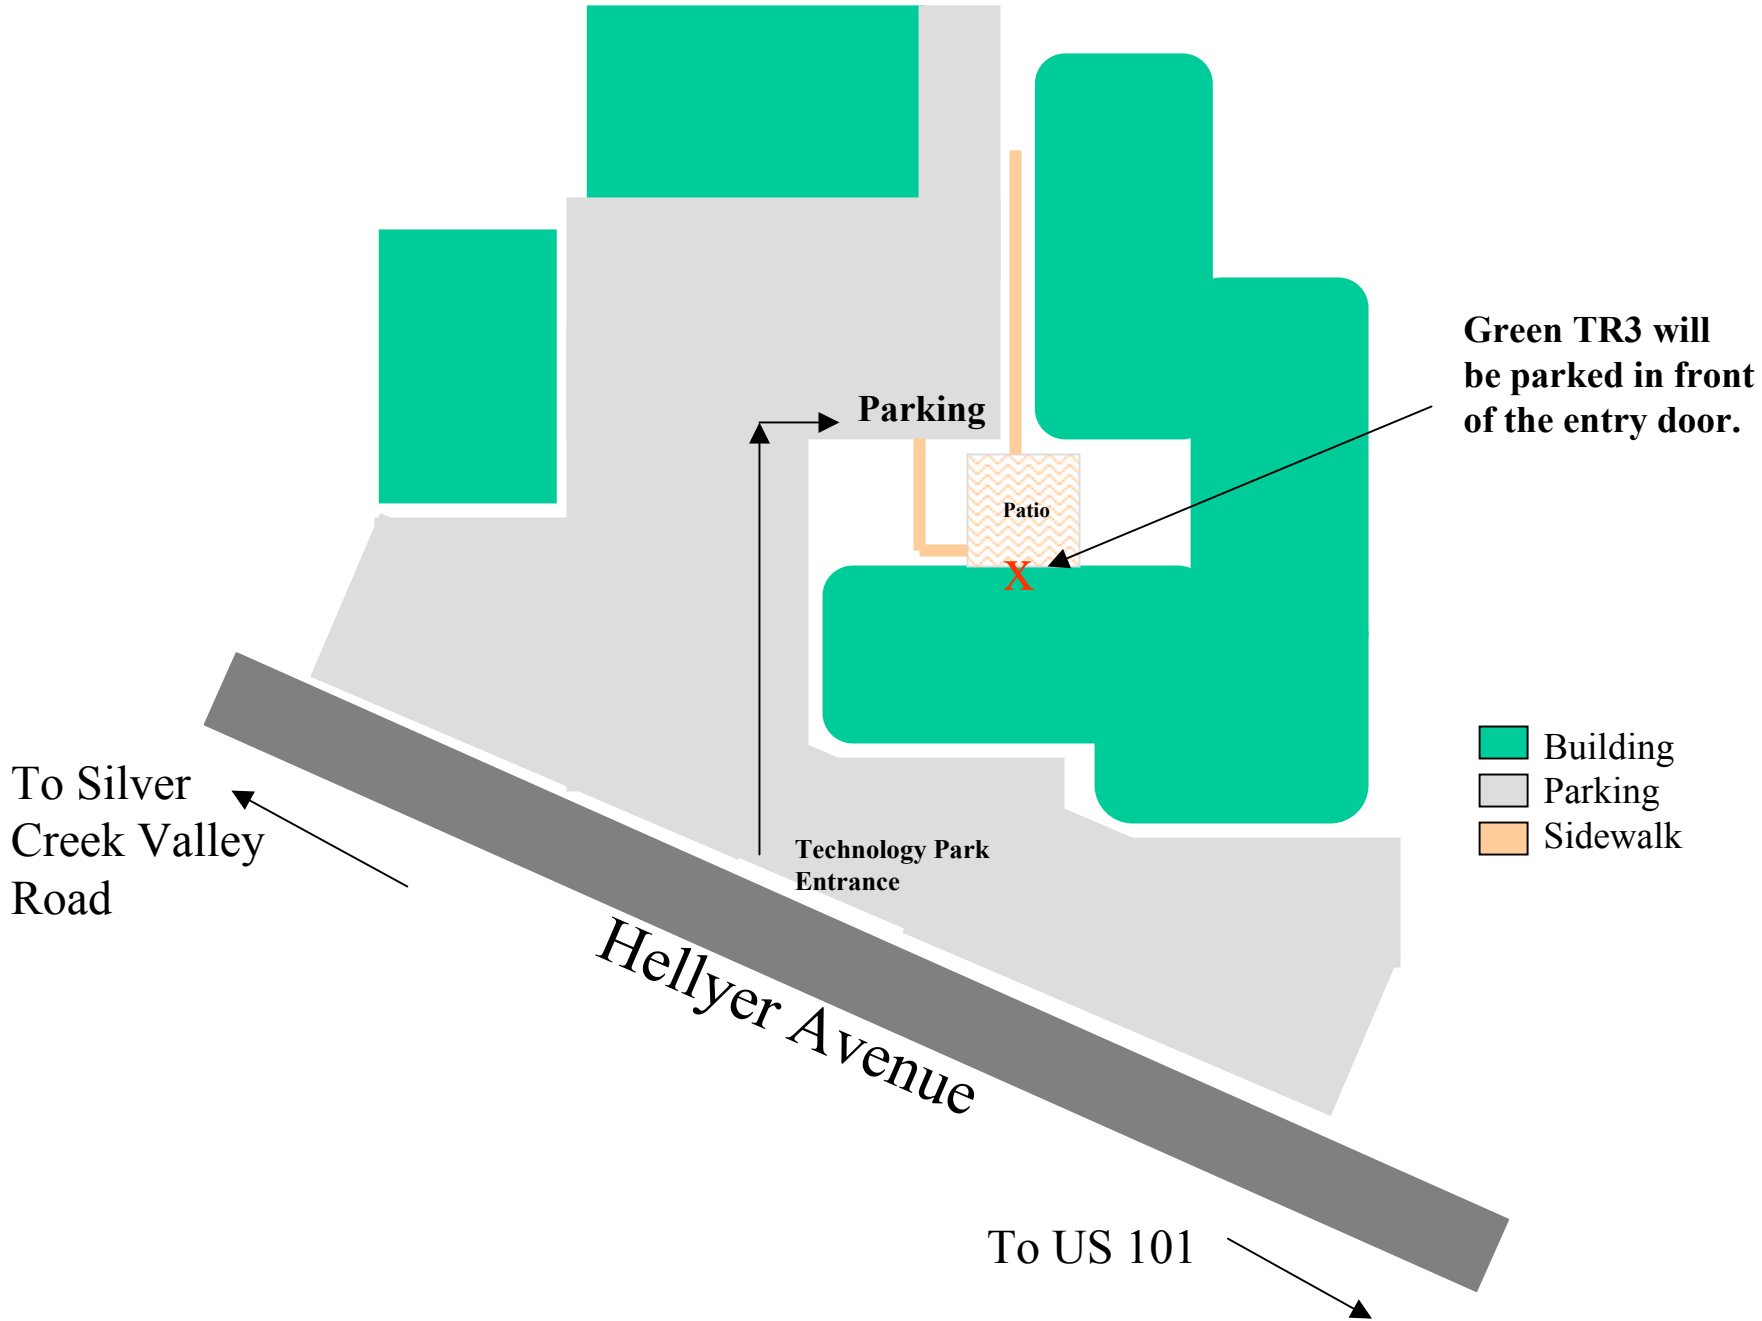 Green TR3 will
be parked in front
of the entry door.
Parking
Patio
X
Building
Parking
Sidewalk
To Silver
Creek Valley
Road
Technology Park
Entrance
Hellyer Avenue
To US 101